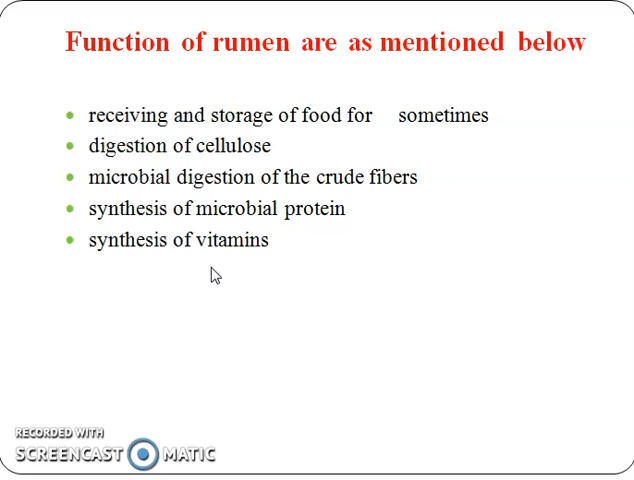 Function of rumen are as mentioned below
receiving and storage of food for sometimes
digestion of cellulose
microbial digestion of the crude fibers
synthesis of microbial protein
synthesis of vitamins
RECORDED WITH
SCREENCAST MATIC